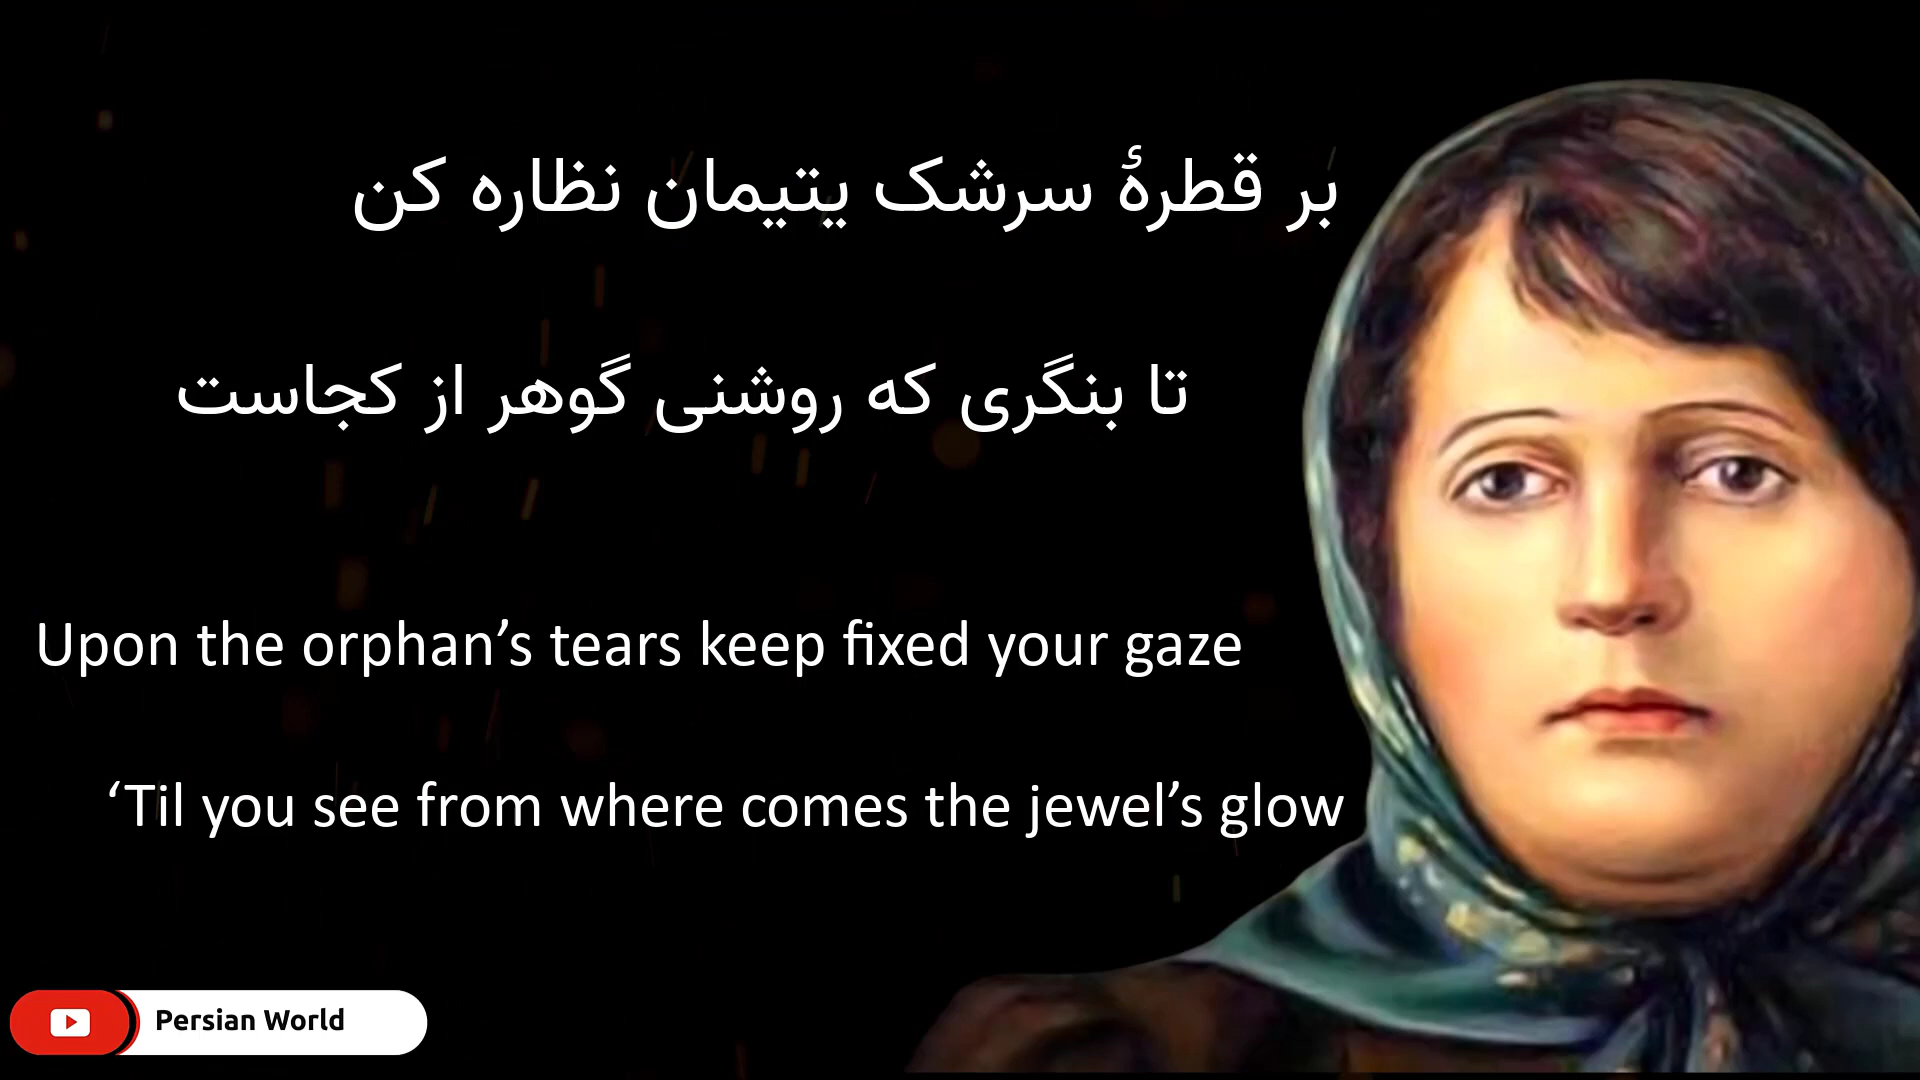 بر قطرهٔ سرشک یتیمان نظاره کن
تا بنگری که روشنی گوهر از کجاست
Upon the orphan’s tears keep fixed your gaze
‘Til you see from where comes the jewel’s glow
Persian World